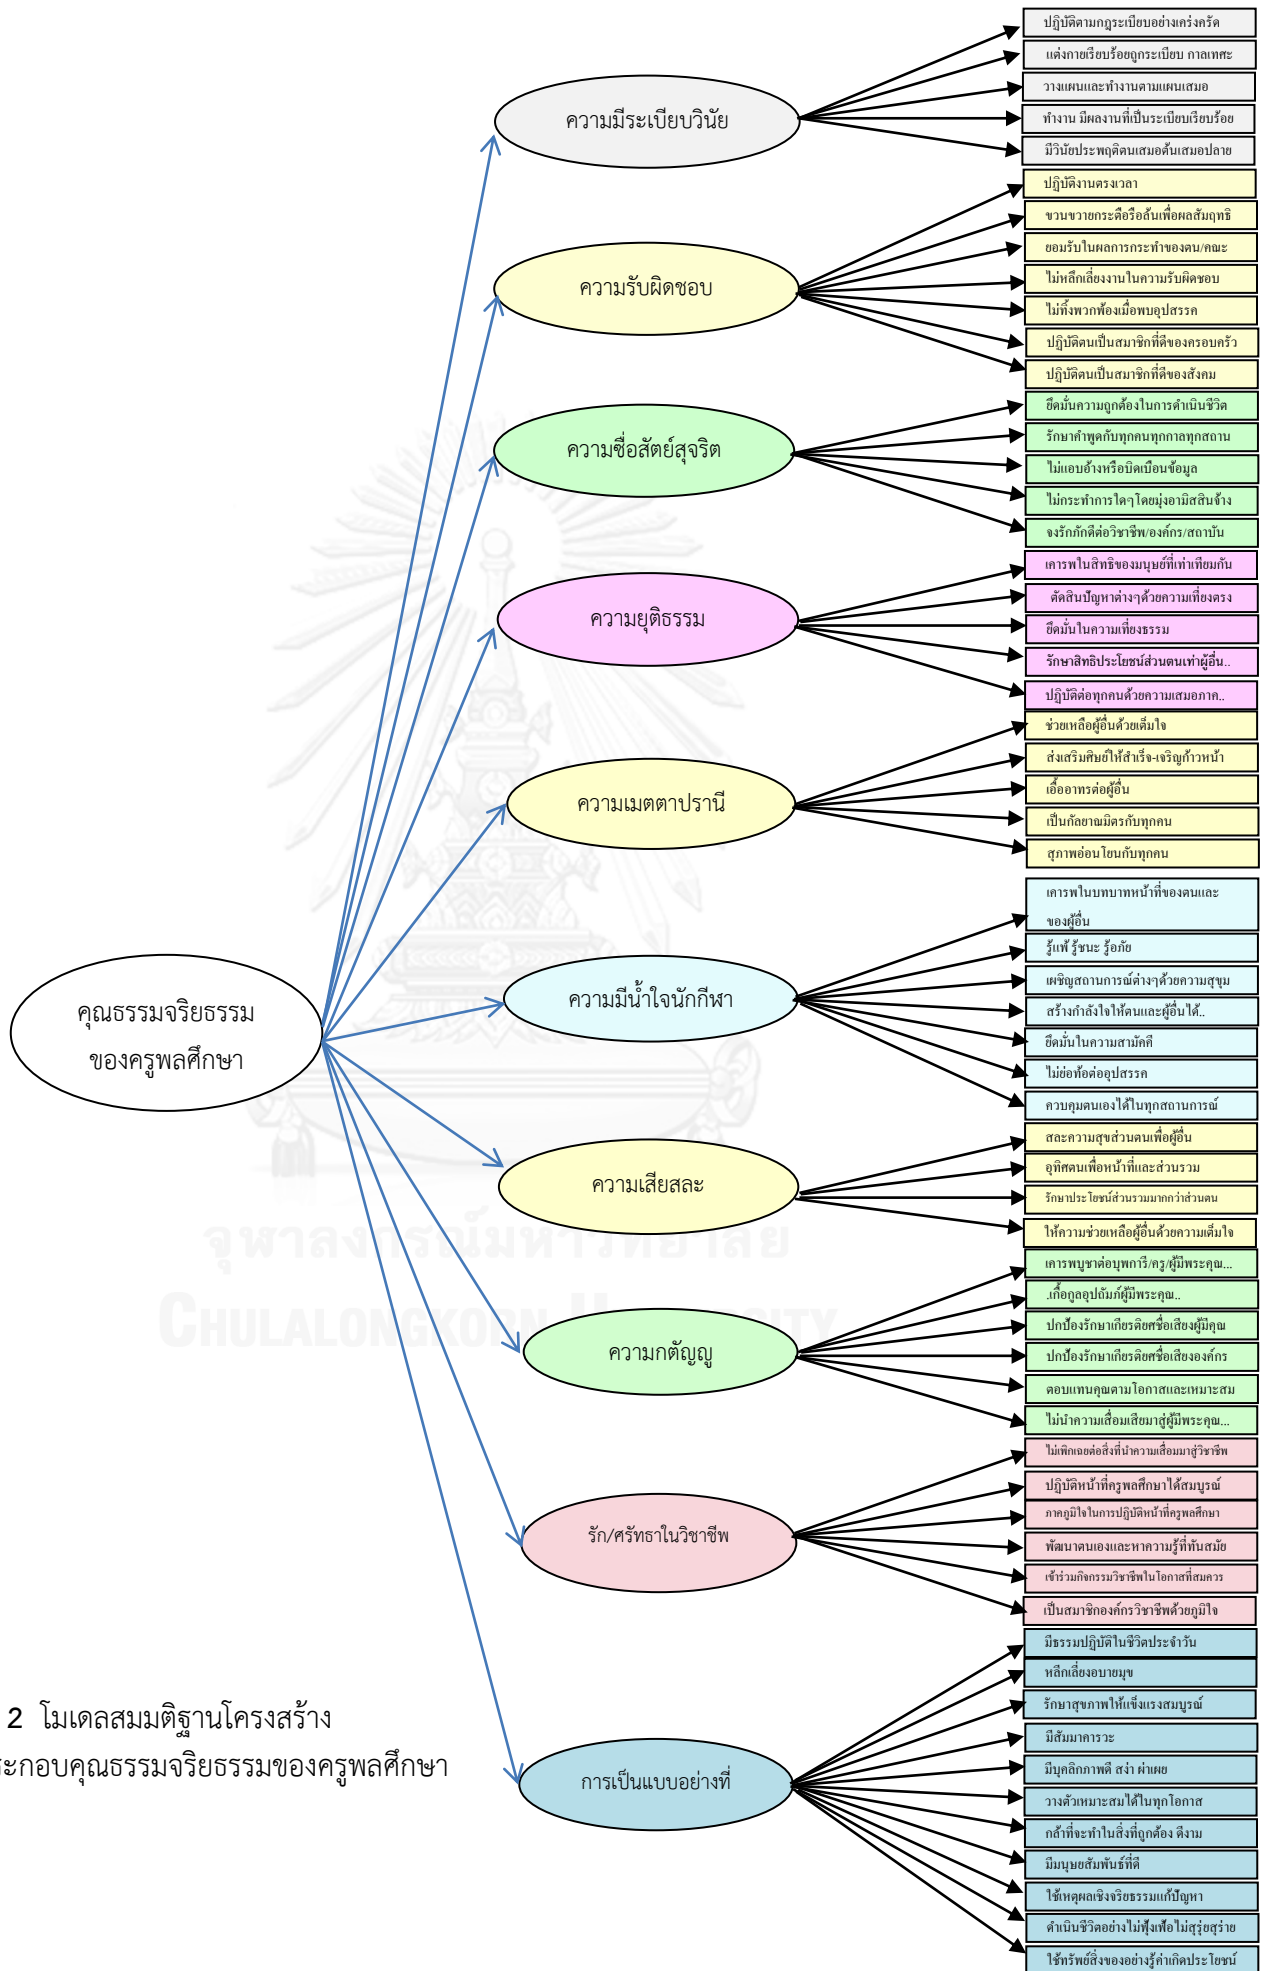 ปฏิบัติตามกฎระเบียบอย่างเคร่งครัด
แต่งกายเรียบร้อยถูกระเบียบ กาลเทศะ
วางแผนและทำงานตามแผนเสมอ
ทำงาน มีผลงานที่เป็นระเบียบเรียบร้อย
มีวินัยประพฤติตนเสมอต้นเสมอปลาย
ความมีระเบียบวินัย
ปฏิบัติงานตรงเวลา
ขวนขวายกระตือรือล้นเพื่อผลสัมฤทธิ
ยอมรับในผลการกระทำของตน/คณะ
ไม่หลีกเลี่ยงงานในความรับผิดชอบ
ไม่ทิ้งพวกพ้องเมื่อพบอุปสรรค
ปฏิบัติตนเป็นสมาชิกที่ดีของครอบครัว
ปฏิบัติตนเป็นสมาชิกที่ดีของสังคม
ความรับผิดชอบ
ยึดมั่นความถูกต้องในการดำเนินชีวิต
รักษาคำพูดกับทุกคนทุกกาลทุกสถาน
ไม่แอบอ้างหรือบิดเบือนข้อมูล
ไม่กระทำการใดๆโดยมุ่งอามิสสินจ้าง
จงรักภักดีต่อวิชาชีพ/องค์กร/สถาบัน
ความซื่อสัตย์สุจริต
เคารพในสิทธิของมนุษย์ที่เท่าเทียมกัน
ตัดสินปัญหาต่างๆด้วยความเที่ยงตรง
ยึดมั่นในความเที่ยงธรรม
รักษาสิทธิประโยชน์ส่วนตนเท่าผู้อื่น..
ปฏิบัติต่อทุกคนด้วยความเสมอภาค..
ความยุติธรรม
ช่วยเหลือผู้อื่นด้วยเต็มใจ
ส่งเสริมศิษย์ให้สำเร็จ-เจริญก้าวหน้า
เอื้ออาทรต่อผู้อื่น
เป็นกัลยาณมิตรกับทุกคน
สุภาพอ่อนโยนกับทุกคน
ความเมตตาปรานี
เคารพในบทบาทหน้าที่ของตนและ
ของผู้อื่น
รู้แพ้ รู้ชนะ รู้อภัย
เผชิญสถานการณ์ต่างๆด้วยความสุขุม
สร้างกำลังใจให้ตนและผู้อื่นได้..
ยึดมั่นในความสามัคคี
ไม่ย่อท้อต่ออุปสรรค
ควบคุมตนเองได้ในทุกสถานการณ์
ความมีน้ำใจนักกีฬา
คุณธรรมจริยธรรม
ของครูพลศึกษา
สละความสุขส่วนตนเพื่อผู้อื่น
อุทิศตนเพื่อหน้าที่และส่วนรวม
รักษาประโยชน์ส่วนรวมมากกว่าส่วนตน
ให้ความช่วยเหลือผู้อื่นด้วยความเต็มใจ
ความเสียสละ
จุฬาลงกรณ์มหาวิทยาลัย
CHULALONGKORN UNIVERSITY
เคารพบูชาต่อบุพการี/ครู/ผู้มีพระคุณ...
.เกื้อกูลอุปถัมภ์ผู้มีพระคุณ..
ปกป้องรักษาเกียรติยศชื่อเสียงผู้มีคุณ
ปกป้องรักษาเกียรติยศชื่อเสียงองค์กร
ตอบแทนคุณตามโอกาสและเหมาะสม
ไม่นำความเสื่อมเสียมาสู่ผู้มีพระคุณ...
ความกตัญญู
ไม่เพิกเฉยต่อสิ่งที่นำความเสื่อมมาสู่วิชาชีพ
ปฏิบัติหน้าที่ครูพลศึกษาได้สมบูรณ์
ภาคภูมิใจในการปฏิบัติหน้าที่ครูพลศึกษา
พัฒนาตนเองและหาความรู้ที่ทันสมัย
เข้าร่วมกิจกรรมวิชาชีพในโอกาสที่สมควร
เป็นสมาชิกองค์กรวิชาชีพด้วยภูมิใจ
รัก/ศรัทธาในวิชาชีพ
มีธรรมปฏิบัติในชีวิตประจำวัน
หลีกเลี่ยงอบายมุข
รักษาสุขภาพให้แข็งแรงสมบูรณ์
มีสัมมาคารวะ
มีบุคลิกภาพดี สง่า ผ่าเผย
วางตัวเหมาะสมได้ในทุกโอกาส
กล้าที่จะทำในสิ่งที่ถูกต้อง ดีงาม
มีมนุษยสัมพันธ์ที่ดี
ใช้เหตุผลเชิงจริยธรรมแก้ปัญหา
ดำเนินชีวิตอย่างไม่ฟุ้งเฟ้อไม่สุรุ่ยสุร่าย
ใช้ทรัพย์สิ่งของอย่างรู้ค่าเกิดประโยชน์
การเป็นแบบอย่างที่
2 โมเดลสมมติฐานโครงสร้าง
ะกอบคุณธรรมจริยธรรมของครูพลศึกษา